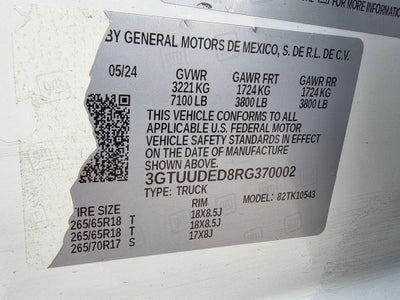 MORE INFORMATION
BY GENERAL MOTORS DE MEXICO, S. DE R.L. DE C.V.
05/24 GVWR GAWR FRT GAWR RR
3221 KG 1724 KG 1724 KG
7100 LB 3800 LB 3800 LB
THIS VEHICLE CONFORMS TO ALL
APPLICABLE U.S. FEDERAL MOTOR
VEHICLE SAFETY STANDARDS IN EFFECT
ON THE DATE OF MANUFACTURE
SHOWN ABOVE.
3GTUUDED8RG370002
TYPE: TRUCK MODEL: 82TK10543
RIM
265/65R18 T 18X8.5J
265/65R18 T 18X8.5J
265/70R17 S 17X8J